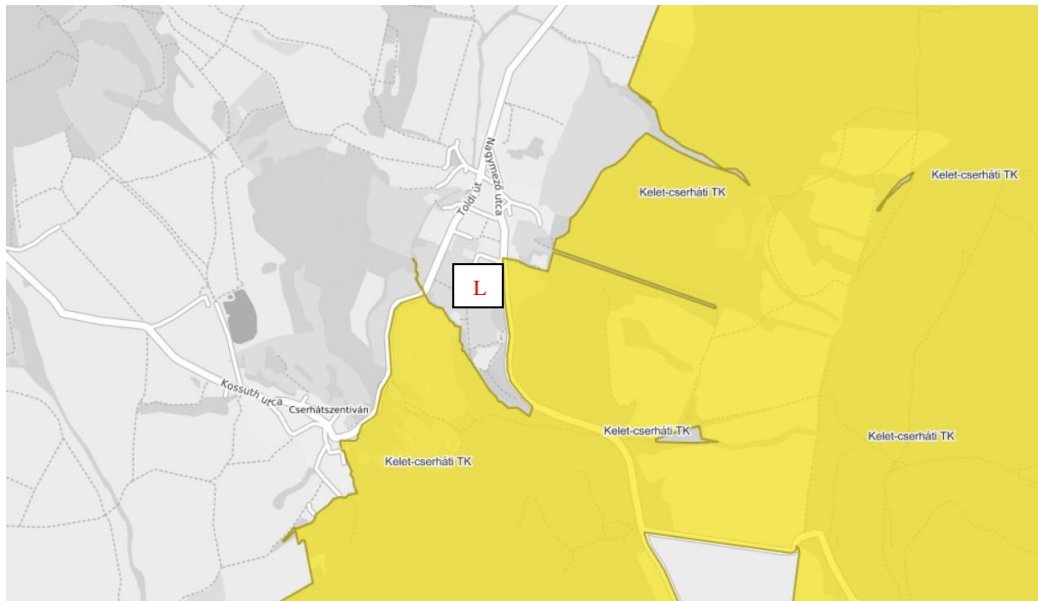 Nagymező utca
Toldi út
Kelet-cserháti TK
Kelet-cserháti TK
L
Kossuth utca
Cserhátszentiván
Kelet-cserháti TK
Kelet-cserháti TK
Kelet-cserháti TK